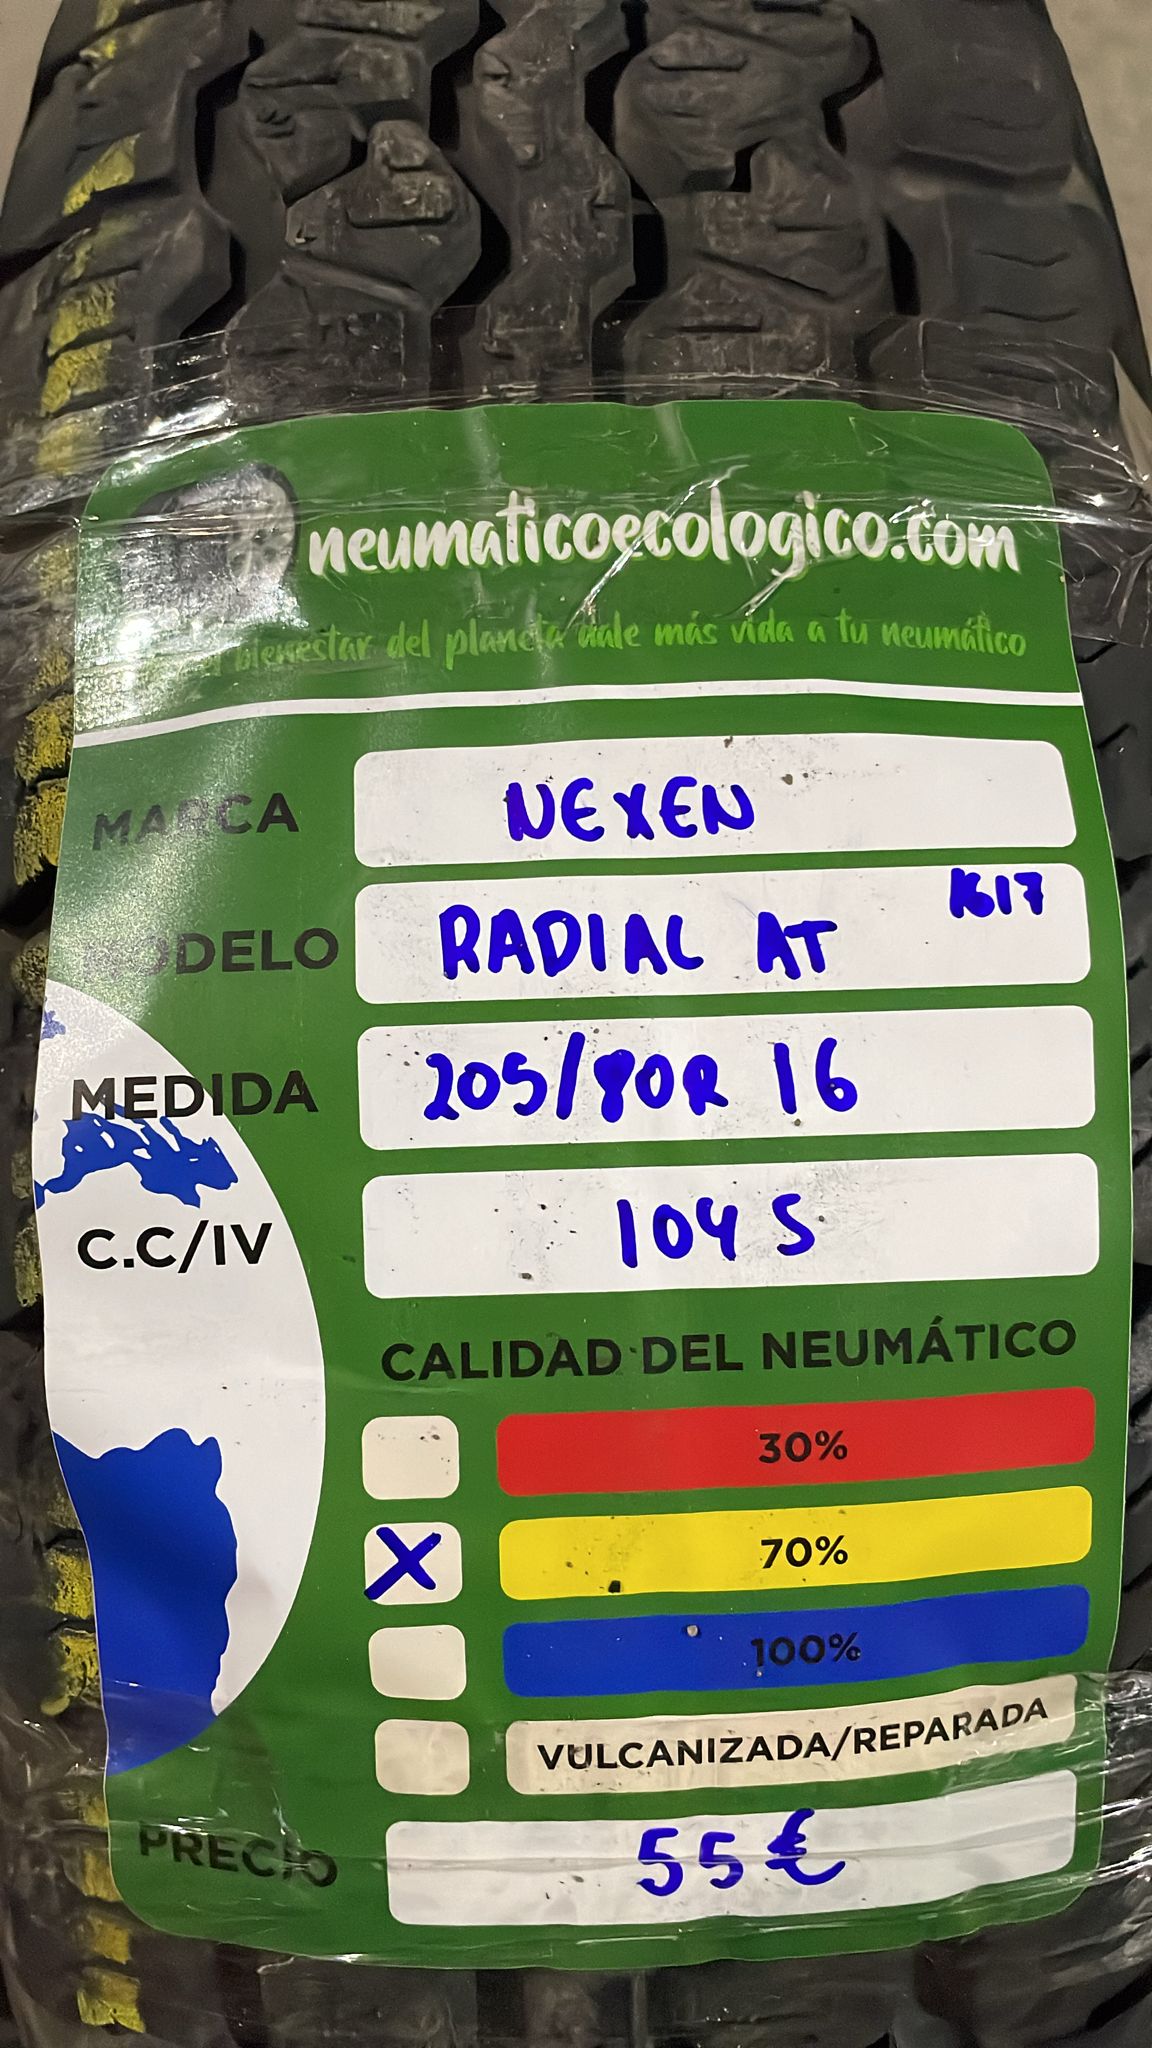 neumaticoecologico.com
bienestar del planeta dale más vida a tu neumático
MARCA NEXEN
MODELO RADIAL AT 1617
MEDIDA 205/80R 16
C.C/IV 104 S
CALIDAD DEL NEUMÁTICO
30%
X 70%
100%
VULCANIZADA/REPARADA
PRECIO 55€